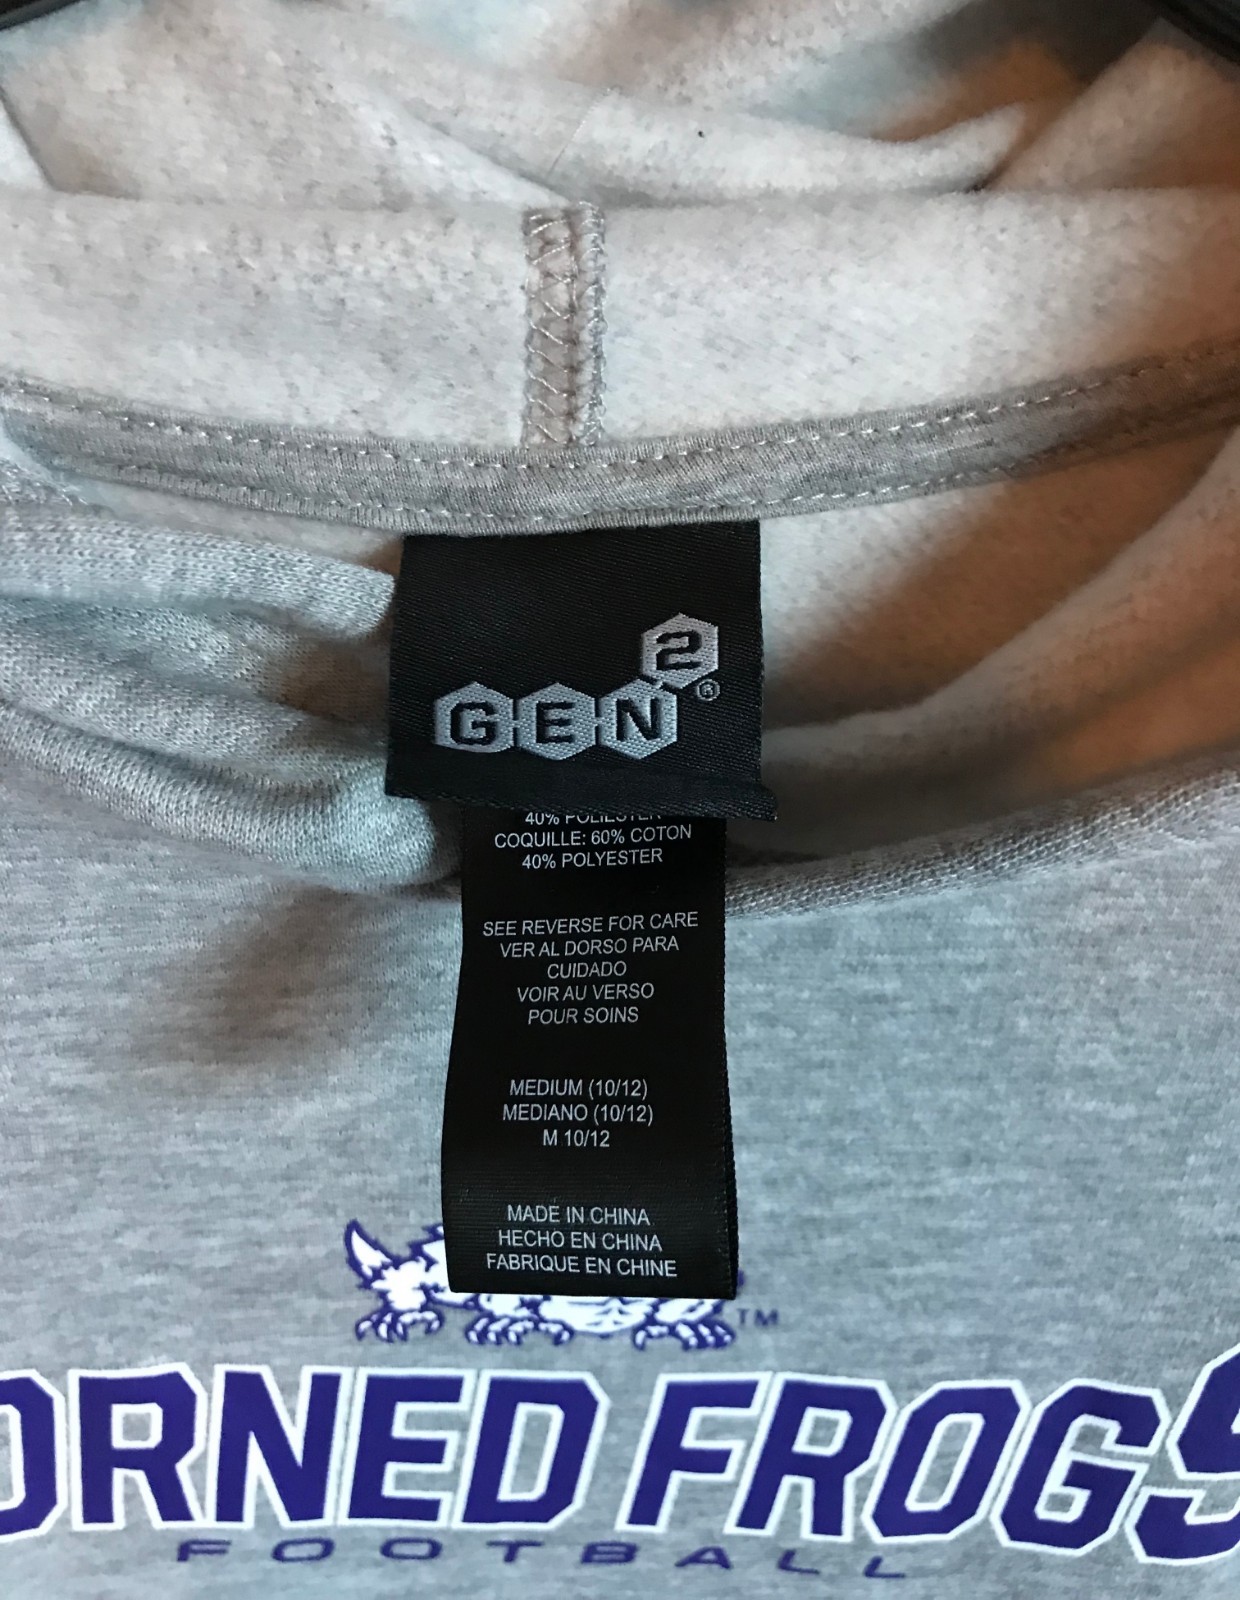 GEN2®
40% POLIESTER
COQUILLE: 60% COTON
40% POLYESTER
SEE REVERSE FOR CARE
VER AL DORSO PARA
CUIDADO
VOIR AU VERSO
POUR SOINS
MEDIUM (10/12)
MEDIANO (10/12)
M 10/12
MADE IN CHINA
HECHO EN CHINA
FABRIQUE EN CHINE
TM
ORNED FROGS
FOOTBALL